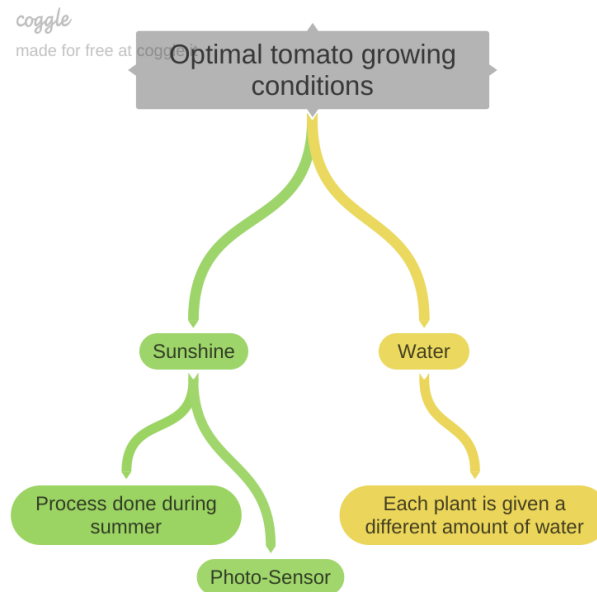 coggle
made for free at coggle.it
Optimal tomato growing
conditions
Sunshine
Water
Process done during
summer
Each plant is given a
different amount of water
Photo-Sensor